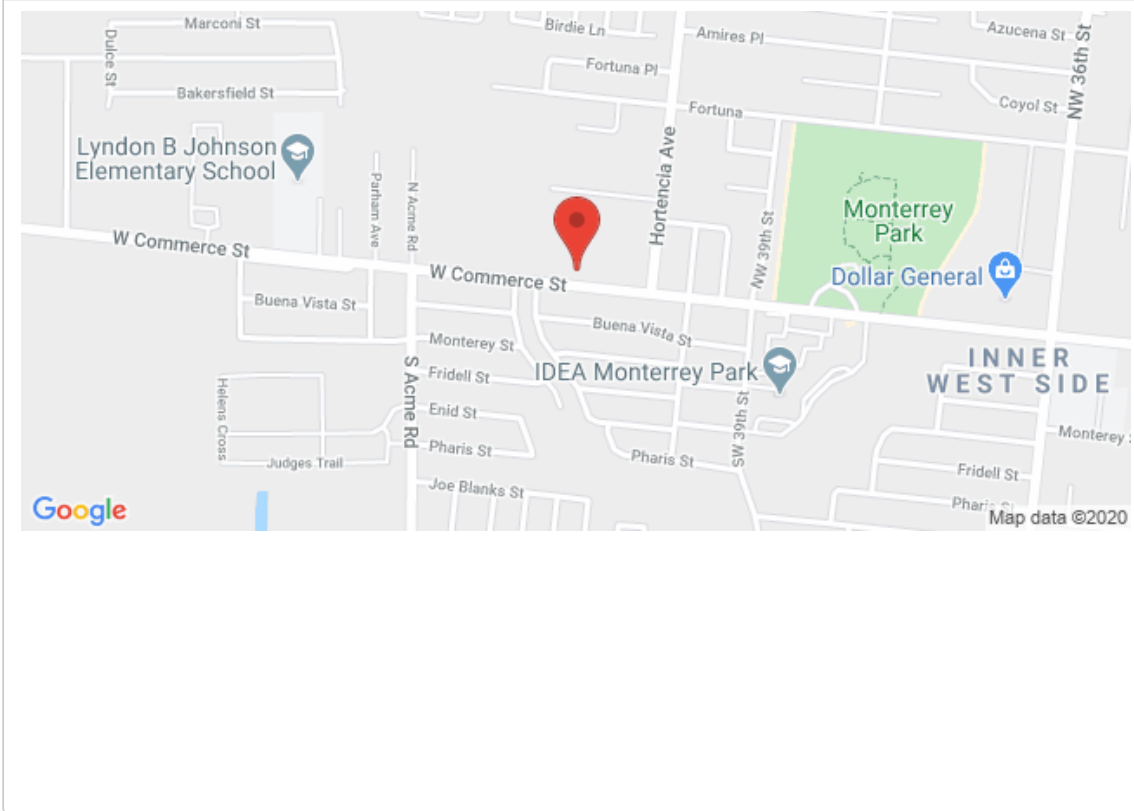 Marconi St
Birdie Ln
Amires Pl
Azucena St
Dulce St
NW 36th St
Fortuna Pl
Bakersfield St
Coyol St
Fortuna
Lyndon B Johnson
Elementary School
Hortencia Ave
Parham Ave
N Acme Rd
Monterrey
Park
NW 39th St
W Commerce St
W Commerce St
Dollar General
Buena Vista St
Buena Vista St
Monterey St
INNER
WEST SIDE
Fridell St
IDEA Monterrey Park
S Acme Rd
Helens Cross
Enid St
SW 39th St
Monterey S
Pharis St
Pharis St
Judges Trail
Fridell St
Joe Blanks St
Pharis St
Google
Map data ©2020